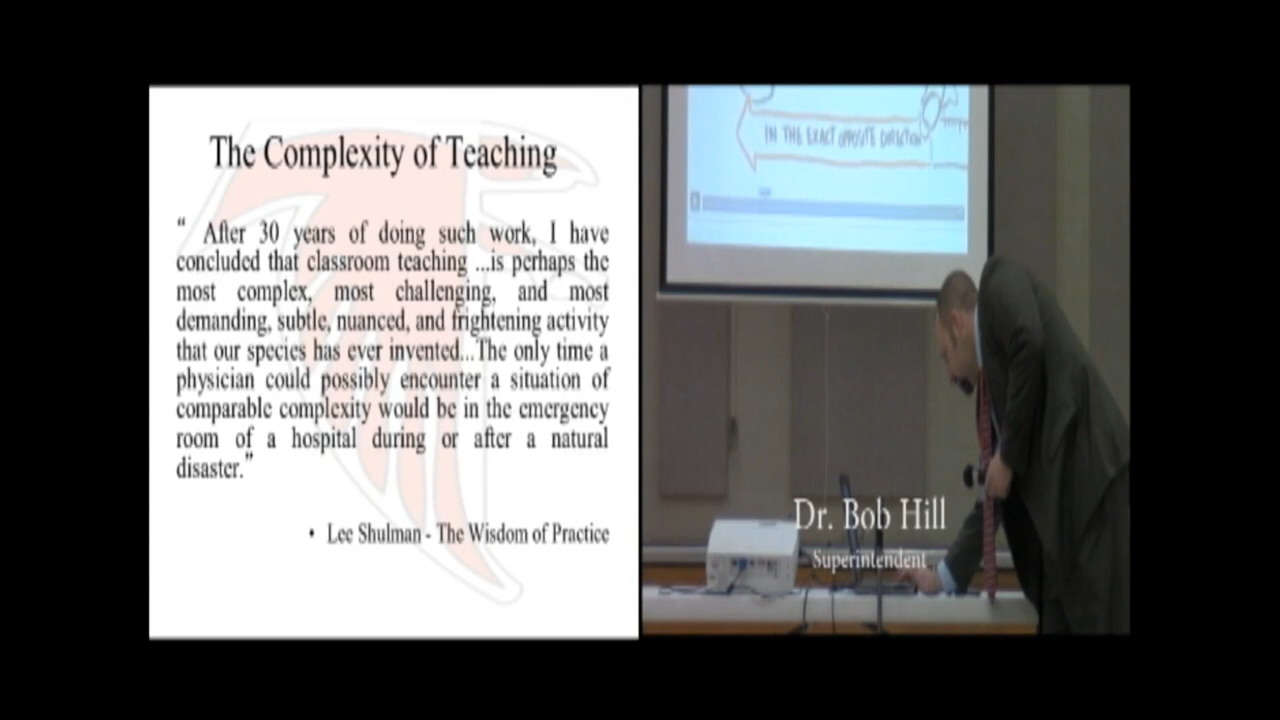 The Complexity of Teaching
“ After 30 years of doing such work, I have
concluded that classroom teaching ...is perhaps the
most complex, most challenging, and most
demanding, subtle, nuanced, and frightening activity
that our species has ever invented...The only time a
physician could possibly encounter a situation of
comparable complexity would be in the emergency
room of a hospital during or after a natural
disaster.”
• Lee Shulman - The Wisdom of Practice
IN THE EXACT OPPOSITE DIRECTION
Dr. Bob Hill
Superintendent